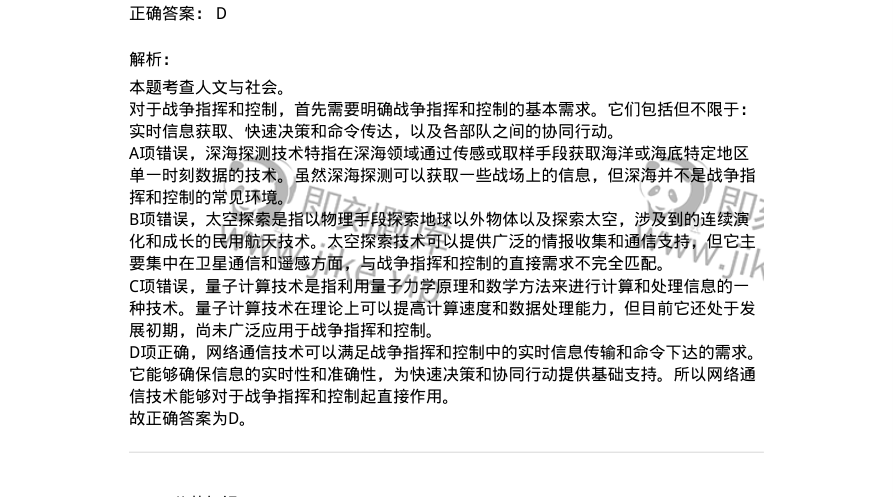 正确答案： D
解析：
本题考查人文与社会。
对于战争指挥和控制，首先需要明确战争指挥和控制的基本需求。它们包括但不限于：
实时信息获取、快速决策和命令传达，以及各部队之间的协同行动。
A项错误，深海探测技术特指在深海领域通过传感或取样手段获取海洋或海底特定地区
单一时刻数据的技术。虽然深海探测可以获取一些战场上的信息，但深海并不是战争指
挥和控制的常见环境。
B项错误，太空探索是指以物理手段探索地球以外物体以及探索太空，涉及到的连续演
化和成长的民用航天技术。太空探索技术可以提供广泛的情报收集和通信支持，但它主
要集中在卫星通信和遥感方面，与战争指挥和控制的直接需求不完全匹配。
C项错误，量子计算技术是指利用量子力学原理和数学方法来进行计算和处理信息的一
种技术。量子计算技术在理论上可以提高计算速度和数据处理能力，但目前它还处于发
展初期，尚未广泛应用于战争指挥和控制。
D项正确，网络通信技术可以满足战争指挥和控制中的实时信息传输和命令下达的需求。
它能够确保信息的实时性和准确性，为快速决策和协同行动提供基础支持。所以网络通
信技术能够对于战争指挥和控制起直接作用。
故正确答案为D。
即刻题库
www.jike.vip
即刻
www.jik